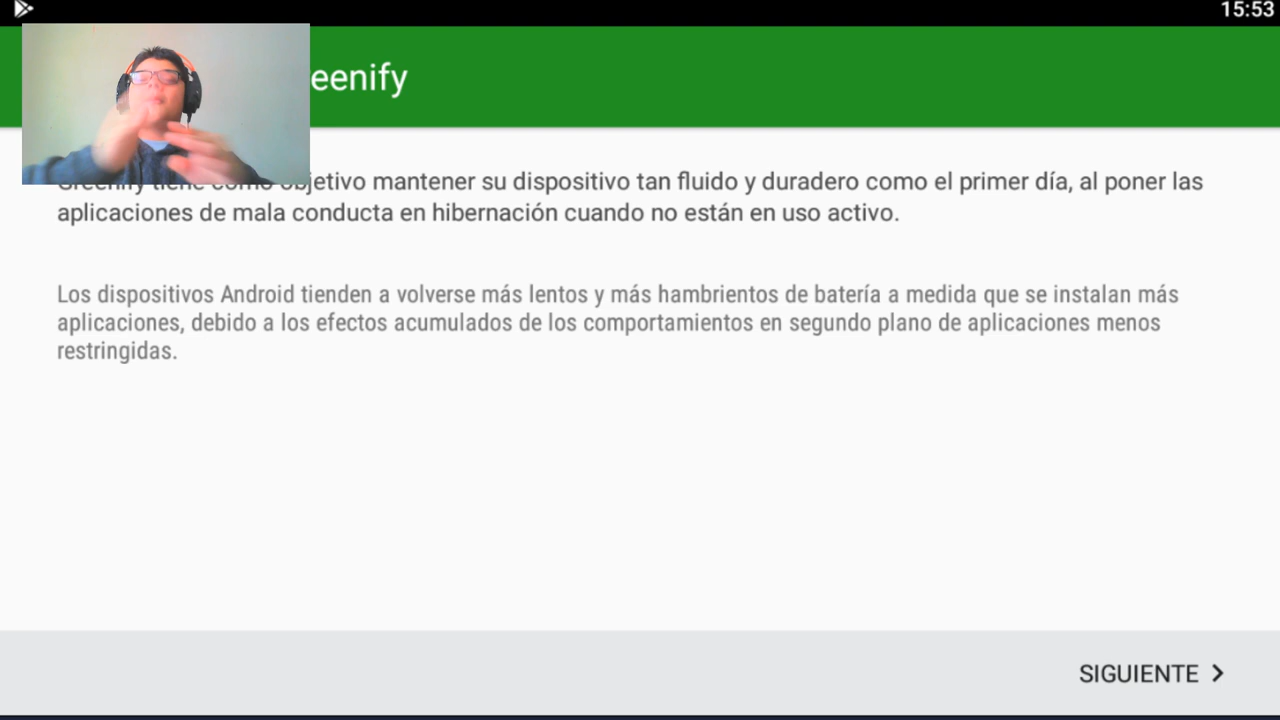 15:53
eenify
Greenify tiene como objetivo mantener su dispositivo tan fluido y duradero como el primer día, al poner las
aplicaciones de mala conducta en hibernación cuando no están en uso activo.
Los dispositivos Android tienden a volverse más lentos y más hambrientos de batería a medida que se instalan más
aplicaciones, debido a los efectos acumulados de los comportamientos en segundo plano de aplicaciones menos
restringidas.
SIGUIENTE